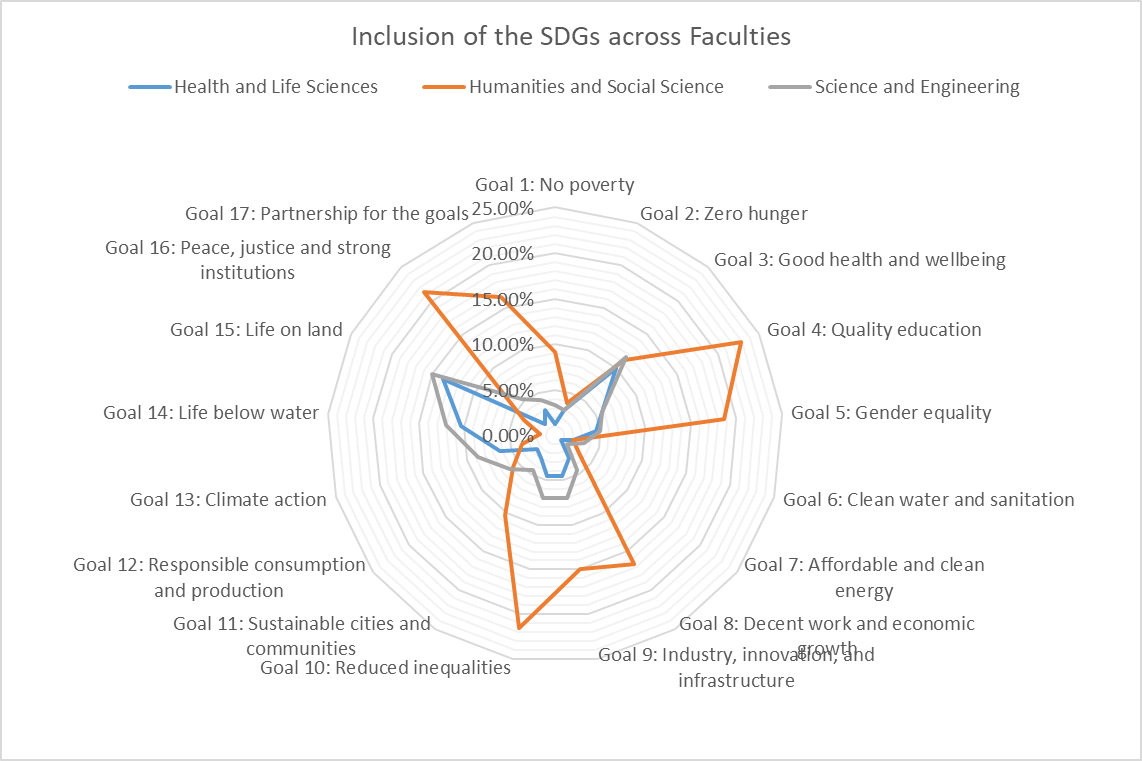 Inclusion of the SDGs across Faculties
Health and Life Sciences
Humanities and Social Science
Science and Engineering
Goal 1: No poverty
Goal 2: Zero hunger
Goal 3: Good health and wellbeing
Goal 4: Quality education
Goal 5: Gender equality
Goal 6: Clean water and sanitation
Goal 7: Affordable and clean
energy
Goal 8: Decent work and economic
growth
Goal 9: Industry, innovation, and
infrastructure
Goal 10: Reduced inequalities
Goal 11: Sustainable cities and
communities
Goal 12: Responsible consumption
and production
Goal 13: Climate action
Goal 14: Life below water
Goal 15: Life on land
Goal 16: Peace, justice and strong
institutions
Goal 17: Partnership for the goals
25.00%
20.00%
15.00%
10.00%
5.00%
0.00%